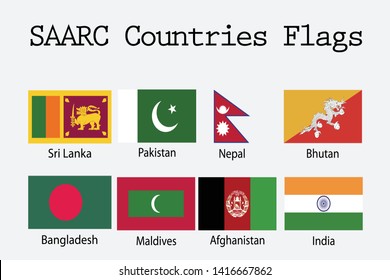 SAARC Countries Flags
Sri Lanka
Pakistan
Nepal
Bhutan
Bangladesh
Maldives
Afghanistan
India
shutterstock.com · 1416667862